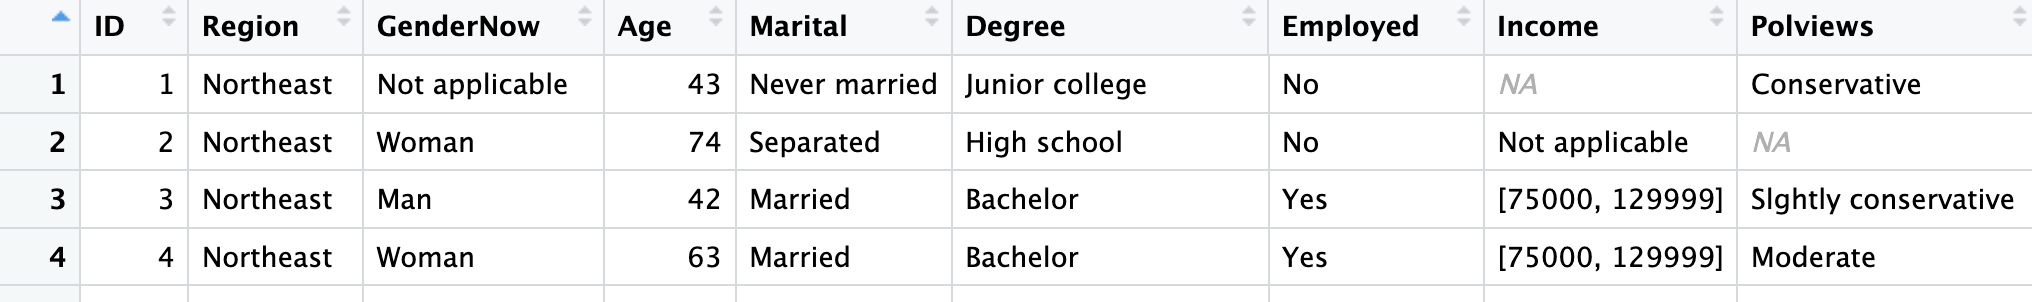 ID Region GenderNow Age Marital Degree Employed Income Polviews
1 1 Northeast Not applicable 43 Never married Junior college No NA Conservative
2 2 Northeast Woman 74 Separated High school No Not applicable NA
3 3 Northeast Man 42 Married Bachelor Yes [75000, 129999] Slghtly conservative
4 4 Northeast Woman 63 Married Bachelor Yes [75000, 129999] Moderate